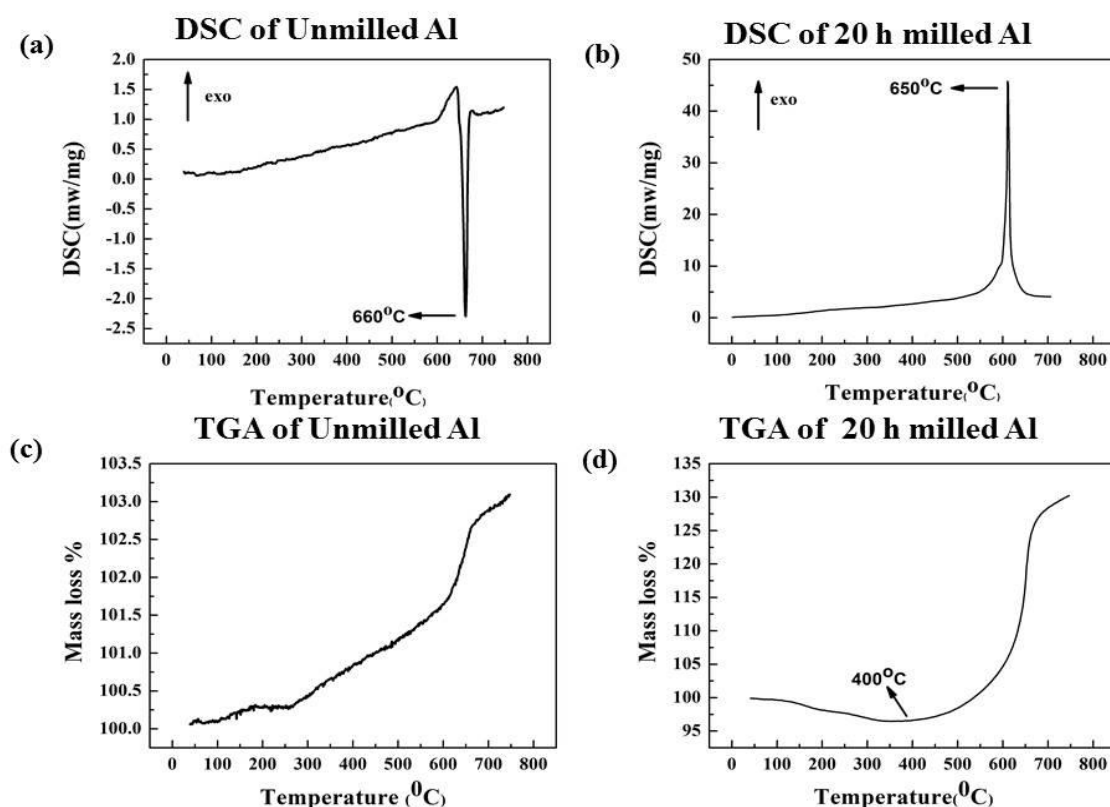 (a)
DSC of Unmilled Al
2.0
1.5
1.0
0.5
0.0
-0.5
-1.0
-1.5
-2.0
-2.5
DSC(mw/mg)
exo
660°C
0 100 200 300 400 500 600 700 800
Temperature(°C)
(b)
DSC of 20 h milled Al
50
40
30
20
10
0
DSC(mw/mg)
exo
650°C
0 100 200 300 400 500 600 700 800
Temperature(°C)
(c)
TGA of Unmilled Al
103.5
103.0
102.5
102.0
101.5
101.0
100.5
100.0
Mass loss %
0 100 200 300 400 500 600 700 800
Temperature (⁰C)
(d)
TGA of 20 h milled Al
135
130
125
120
115
110
105
100
95
Mass loss %
400°C
0 100 200 300 400 500 600 700 800
Temperature (⁰C)